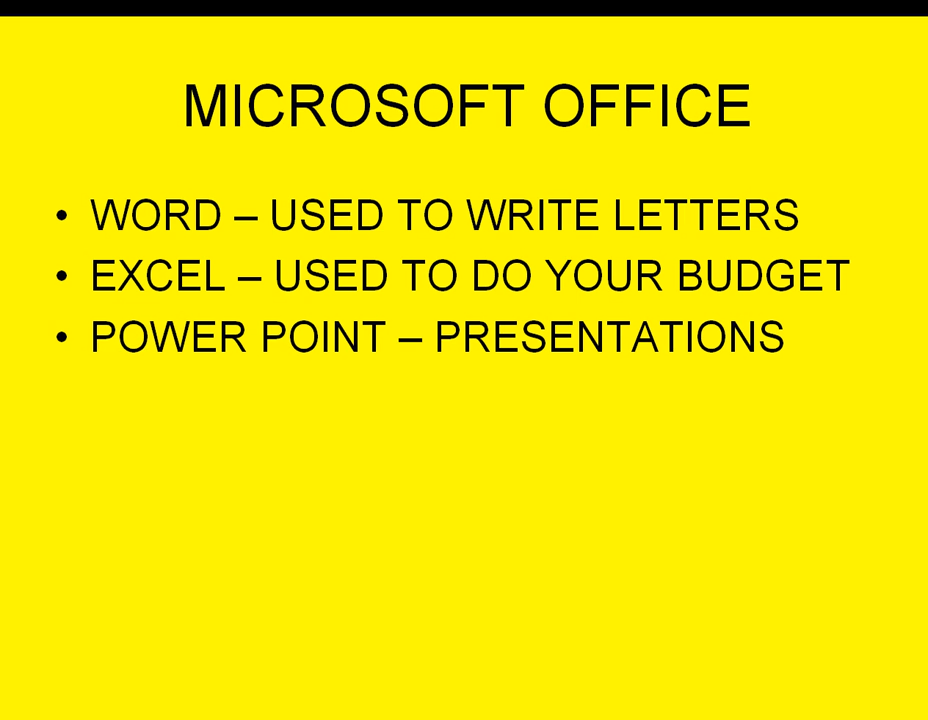 MICROSOFT OFFICE
• WORD – USED TO WRITE LETTERS
• EXCEL – USED TO DO YOUR BUDGET
• POWER POINT – PRESENTATIONS